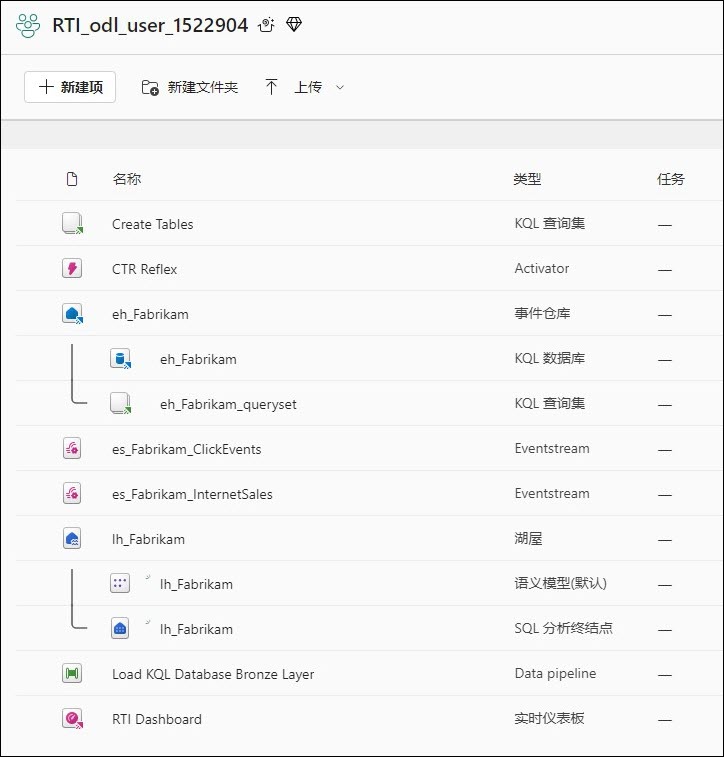 RTI_odl_user_1522904
新建项 新建文件夹 上传
名称 类型 任务
Create Tables KQL 查询集 —
CTR Reflex Activator —
eh_Fabrikam 事件仓库 —
eh_Fabrikam KQL 数据库 —
eh_Fabrikam_queryset KQL 查询集 —
es_Fabrikam_ClickEvents Eventstream —
es_Fabrikam_InternetSales Eventstream —
lh_Fabrikam 湖屋 —
lh_Fabrikam 语义模型(默认) —
lh_Fabrikam SQL 分析终结点 —
Load KQL Database Bronze Layer Data pipeline —
RTI Dashboard 实时仪表板 —